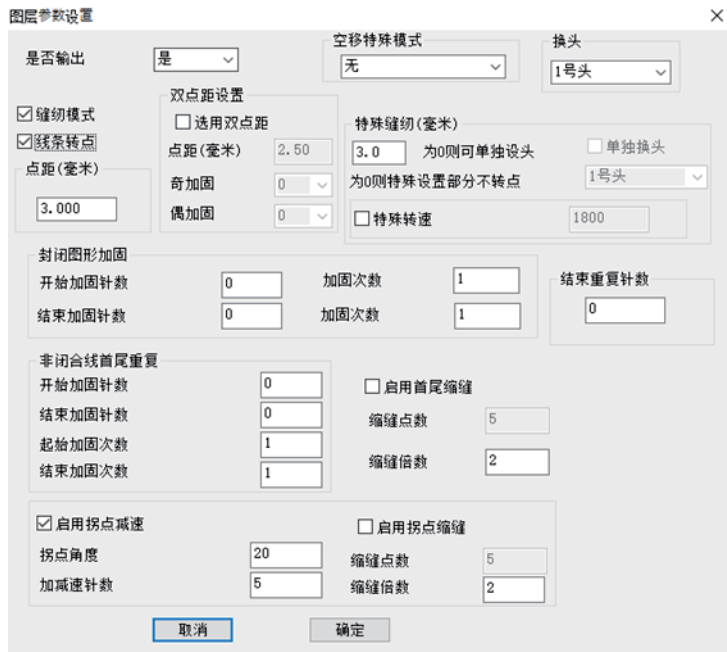 图层参数设置
是否输出 是
空移特殊模式
无
换头
1号头
缝纫模式
线条转点
点距(毫米)
3.000
双点距设置
选用双点距
点距(毫米) 2.50
奇加固 0
偶加固 0
特殊缝纫(毫米)
3.0 为0则可单独设头
单独换头
为0则特殊设置部分不转点
1号头
特殊转速 1800
封闭图形加固
开始加固针数 0 加固次数 1
结束加固针数 0 加固次数 1
结束重复针数
0
非闭合线首尾重复
开始加固针数 0
结束加固针数 0
起始加固次数 1
结束加固次数 1
启用首尾缩缝
缩缝点数 5
缩缝倍数 2
启用拐点减速
拐点角度 20
加减速针数 5
启用拐点缩缝
缩缝点数 5
缩缝倍数 2
取消 确定